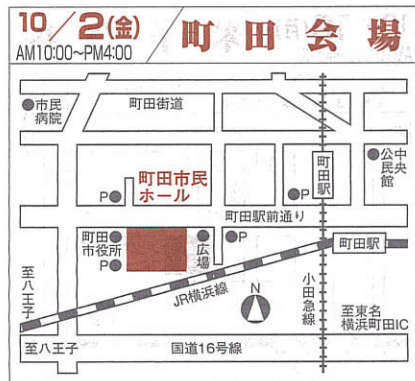 10/2(金)
AM10:00〜PM4:00
町田会場
市民
病院
町田街道
町田市民
ホール
P
町田駅
P
中央
公民館
町田駅前通り
町田
市役所
P
広場
P
町田駅
至八王子
JR横浜線
N
小田急線
至東名
横浜町田IC
至八王子
国道16号線